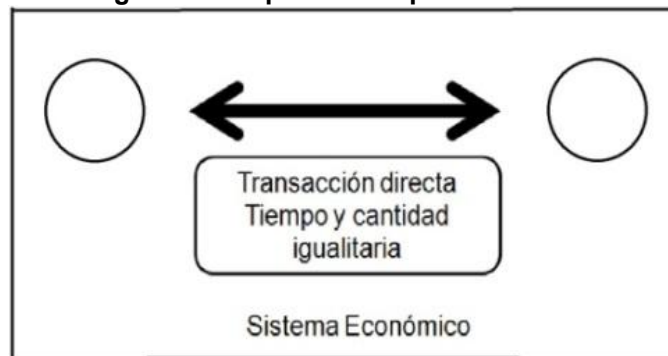 Transacción directa
Tiempo y cantidad
igualitaria
Sistema Económico